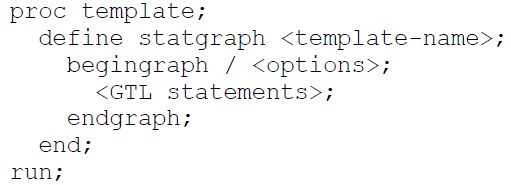 proc template;
  define statgraph <template-name>;
    begingraph / <options>;
      <GTL statements>;
    endgraph;
  end;
run;